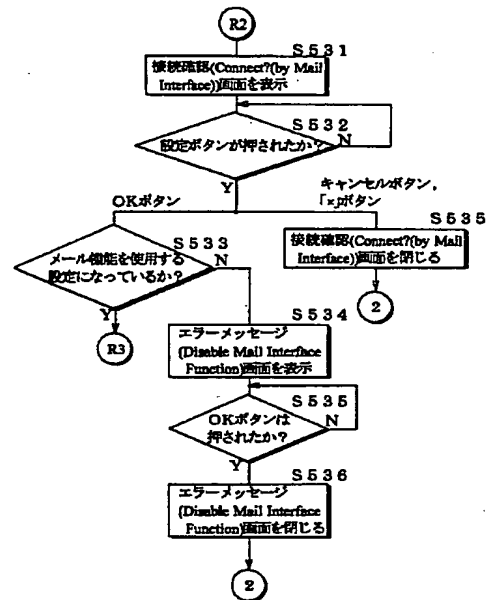 R2
S531
接続確認(Connect?(by Mail
Interface))画面を表示
S532
設定ボタンが押されたか？
N
Y
OKボタン
キャンセルボタン，
「×」ボタン
S533
メール機能を使用する
設定になっているか？
N
Y
R3
S535
接続確認(Connect?(by Mail
Interface))画面を閉じる
2
S534
エラーメッセージ
(Disable Mail Interface
Function)画面を表示
S535
OKボタンは
押されたか？
N
Y
S536
エラーメッセージ
(Disable Mail Interface
Function)画面を閉じる
2